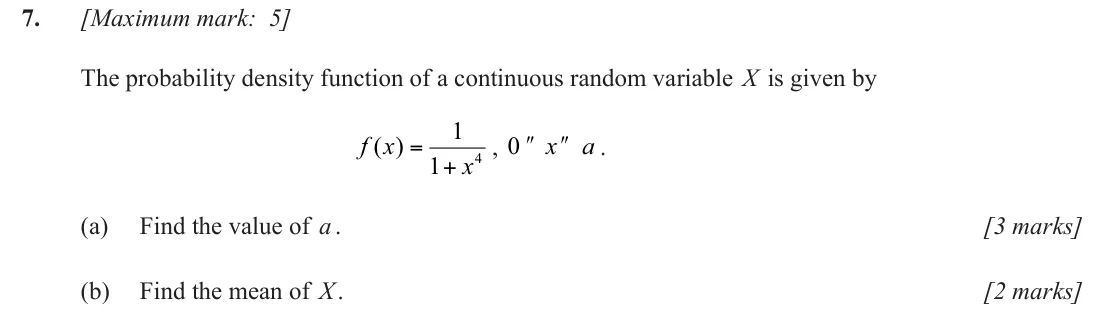 7. [Maximum mark: 5]
The probability density function of a continuous random variable X is given by
f(x) = 1/(1 + x⁴) , 0 " x " a .
(a) Find the value of a . [3 marks]
(b) Find the mean of X. [2 marks]